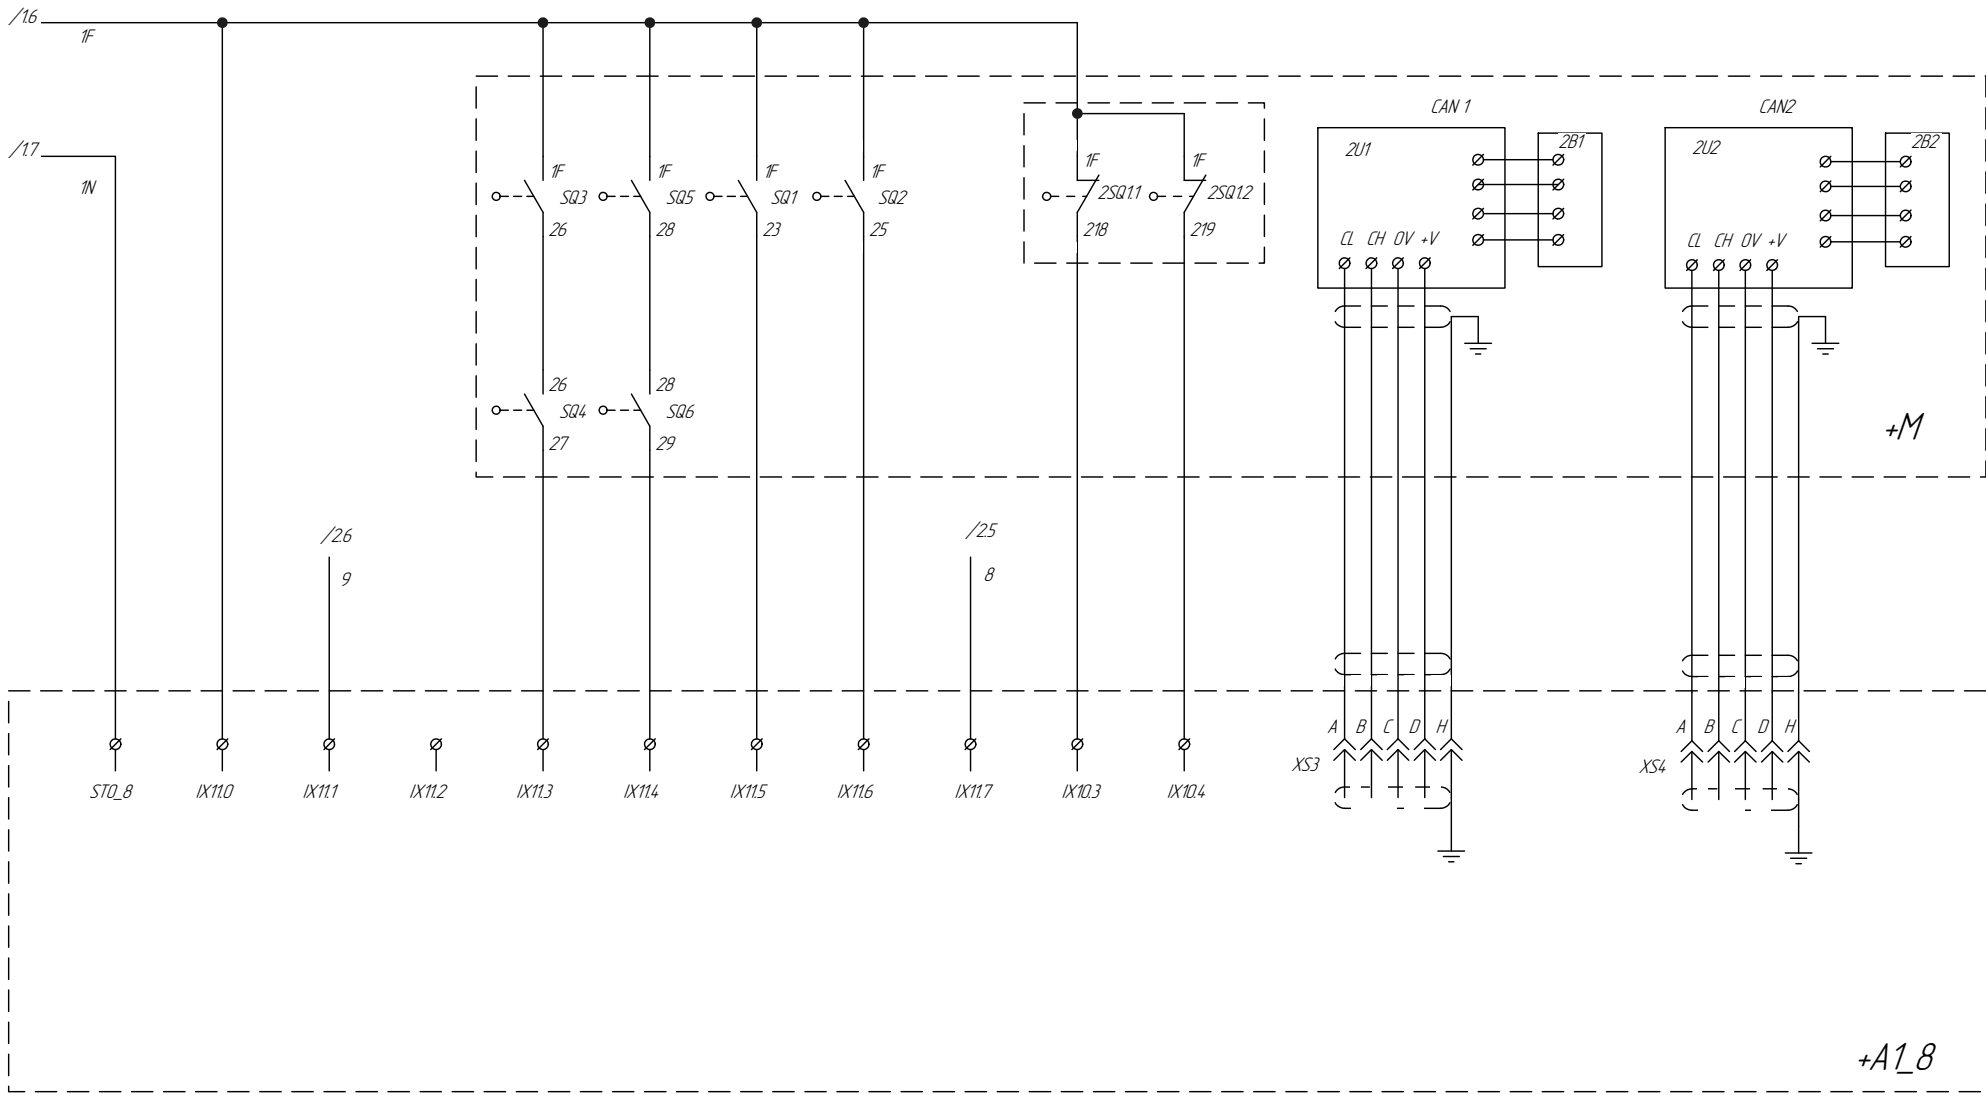 /1.6
1F
/1.7
1N
CAN 1
CAN2
2U1
2B1
2U2
2B2
1F
SQ3
26
1F
SQ5
28
1F
SQ1
23
1F
SQ2
25
1F
2SQ1.1
218
1F
2SQ1.2
219
CL CH 0V +V
CL CH 0V +V
26
SQ4
27
28
SQ6
29
+M
/2.6
9
/2.5
8
A B C D H
XS3
A B C D H
XS4
STO_8 IX11.0 IX11.1 IX11.2 IX11.3 IX11.4 IX11.5 IX11.6 IX11.7 IX10.3 IX10.4
+A1_8